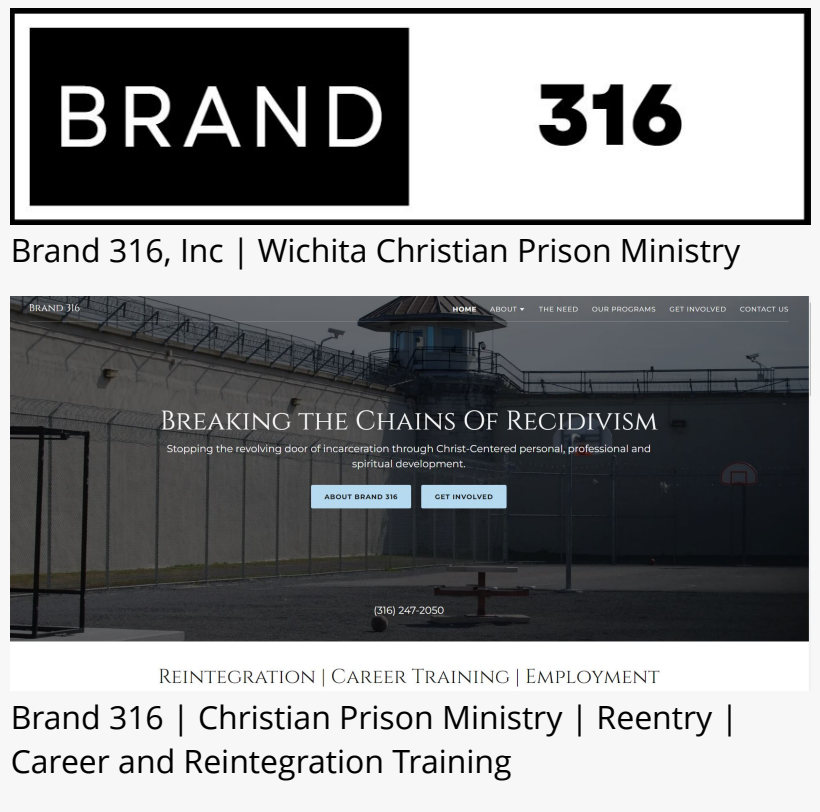 BRAND 316
Brand 316, Inc | Wichita Christian Prison Ministry
BRAND 316
HOME ABOUT THE NEED OUR PROGRAMS GET INVOLVED CONTACT US
BREAKING THE CHAINS OF RECIDIVISM
Stopping the revolving door of incarceration through Christ-Centered personal, professional and
spiritual development.
ABOUT BRAND 316 GET INVOLVED
(316) 247-2050
REINTEGRATION | CAREER TRAINING | EMPLOYMENT
Brand 316 | Christian Prison Ministry | Reentry |
Career and Reintegration Training